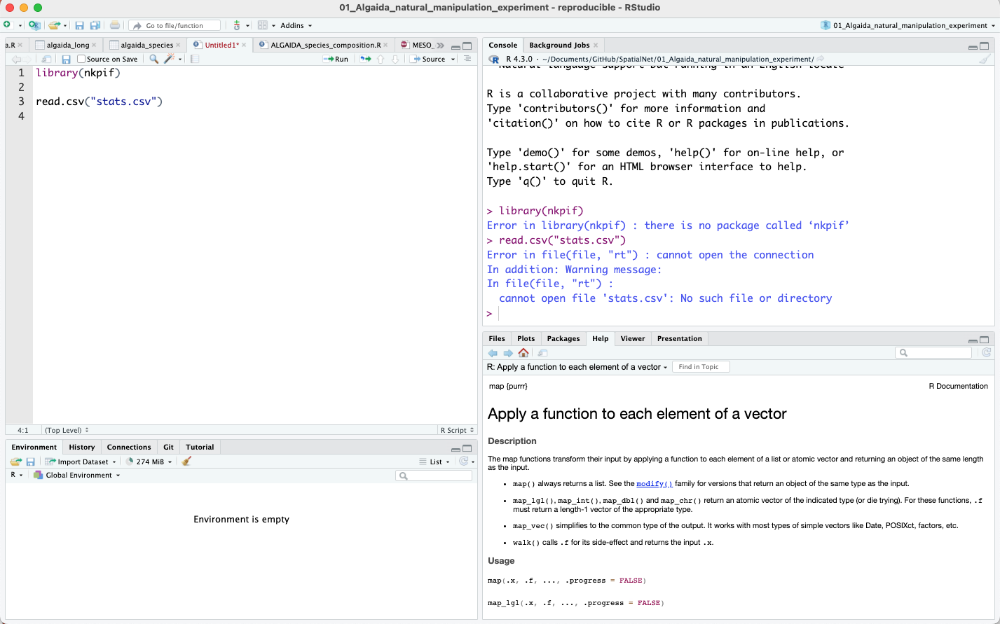 01_Algaida_natural_manipulation_experiment - reproducible - RStudio
Go to file/function
Addins
01_Algaida_natural_manipulation_experiment
a.R
algaida_long
algaida_species
Untitled1*
ALGAIDA_species_composition.R
MESO_
Source on Save
Run
Source
1 library(nkpif)
2
3 read.csv("stats.csv")
4
4:1
(Top Level)
R Script
Environment
History
Connections
Git
Tutorial
Import Dataset
274 MiB
List
R
Global Environment
Environment is empty
Console
Background Jobs
R 4.3.0 · ~/Documents/GitHub/SpatialNet/01_Algaida_natural_manipulation_experiment/
Natural language support but running in an English locale
R is a collaborative project with many contributors.
Type 'contributors()' for more information and
'citation()' on how to cite R or R packages in publications.
Type 'demo()' for some demos, 'help()' for on-line help, or
'help.start()' for an HTML browser interface to help.
Type 'q()' to quit R.
> library(nkpif)
Error in library(nkpif) : there is no package called ‘nkpif’
> read.csv("stats.csv")
Error in file(file, "rt") : cannot open the connection
In addition: Warning message:
In file(file, "rt") :
cannot open file 'stats.csv': No such file or directory
>
Files
Plots
Packages
Help
Viewer
Presentation
R: Apply a function to each element of a vector
Find in Topic
map {purrr}
R Documentation
Apply a function to each element of a vector
Description
The map functions transform their input by applying a function to each element of a list or atomic vector and returning an object of the same length
as the input.
• map() always returns a list. See the modify() family for versions that return an object of the same type as the input.
• map_lgl(), map_int(), map_dbl() and map_chr() return an atomic vector of the indicated type (or die trying). For these functions, .f
must return a length-1 vector of the appropriate type.
• map_vec() simplifies to the common type of the output. It works with most types of simple vectors like Date, POSIXct, factors, etc.
• walk() calls .f for its side-effect and returns the input .x.
Usage
map(.x, .f, ..., .progress = FALSE)
map_lgl(.x, .f, ..., .progress = FALSE)